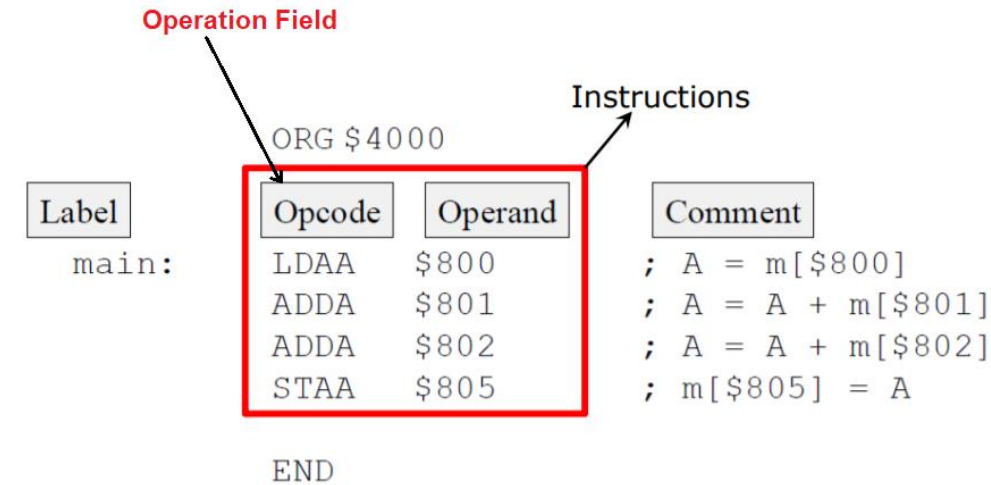 Operation Field
Instructions
ORG $4000
Label Opcode Operand Comment
main: LDAA $800 ; A = m[$800]
ADDA $801 ; A = A + m[$801]
ADDA $802 ; A = A + m[$802]
STAA $805 ; m[$805] = A
END